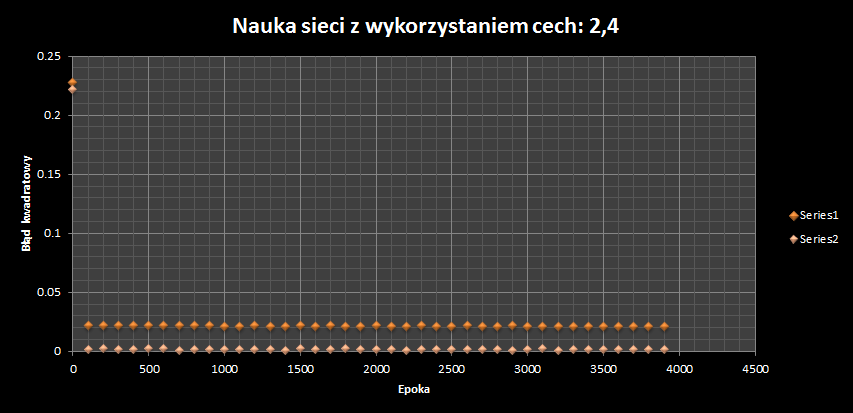 Nauka sieci z wykorzystaniem cech: 2,4
0.25
0.2
0.15
0.1
0.05
0
Błąd kwadratowy
0 500 1000 1500 2000 2500 3000 3500 4000 4500
Epoka
Series1
Series2